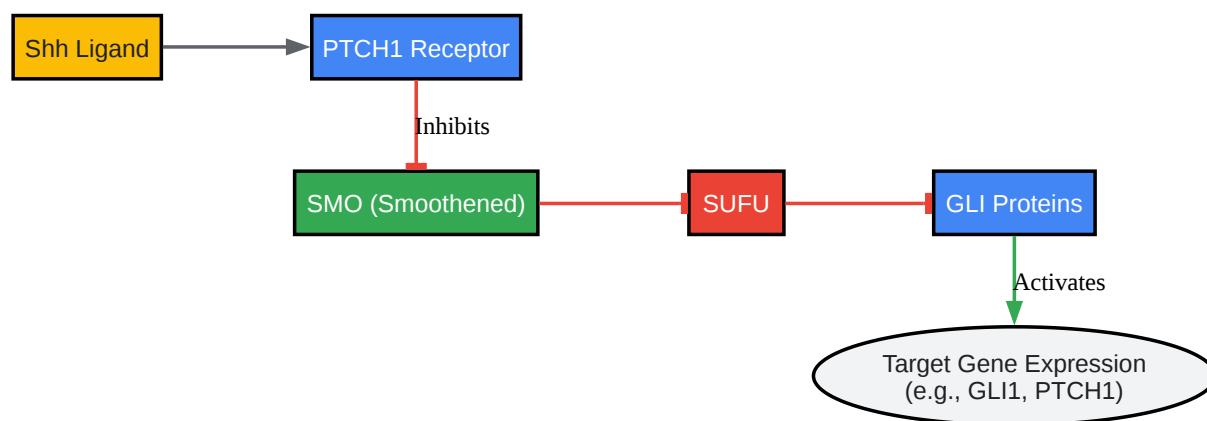 Shh Ligand
PTCH1 Receptor
Inhibits
SMO (Smoothened)
SUFU
GLI Proteins
Activates
Target Gene Expression
(e.g., GLI1, PTCH1)